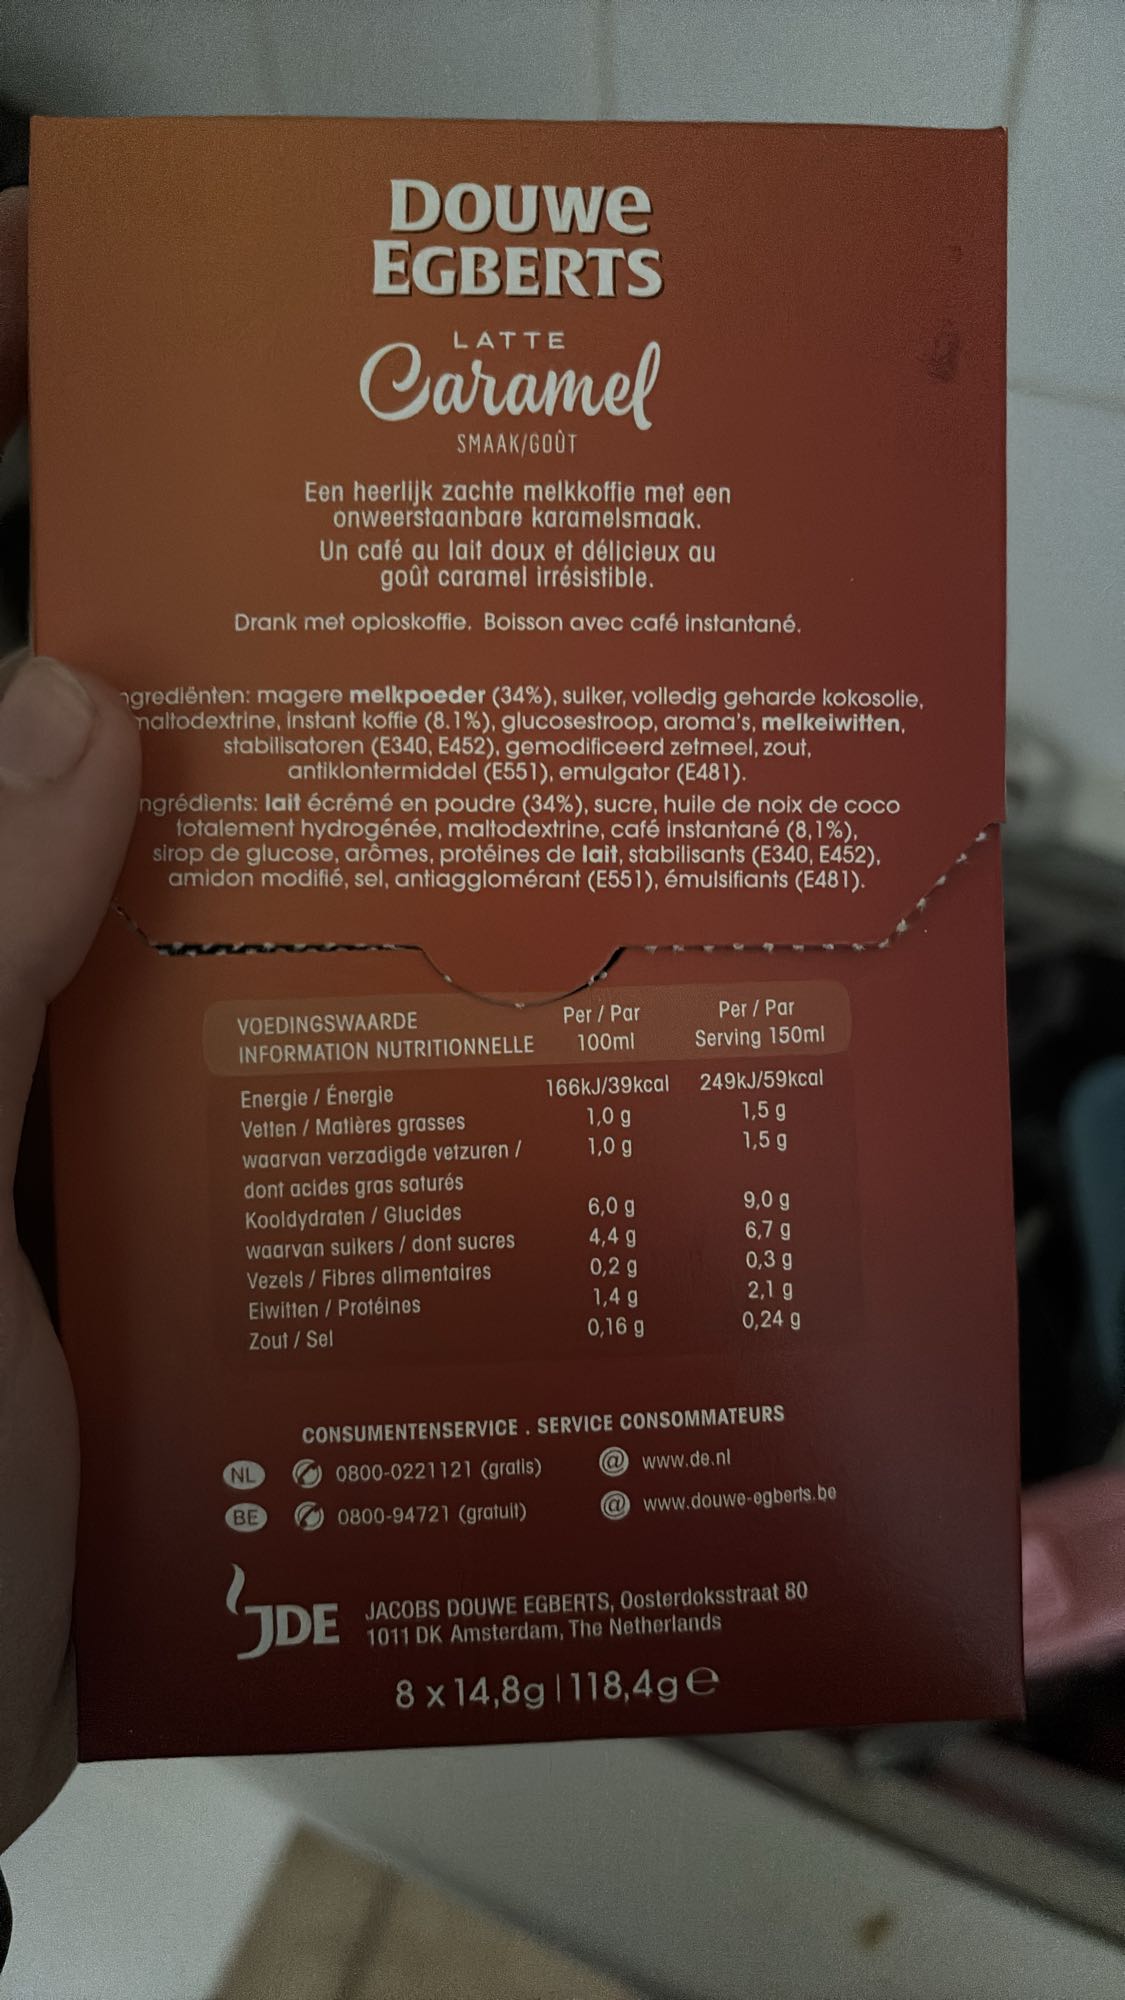 DOUWE
EGBERTS
LATTE
Caramel
SMAAK/GOÛT
Een heerlijk zachte melkkoffie met een
onweerstaanbare karamelsmaak.
Un café au lait doux et délicieux au
goût caramel irrésistible.
Drank met oploskoffie. Boisson avec café instantané.
ngrediënten: magere melkpoeder (34%), suiker, volledig geharde kokosolie,
maltodextrine, instant koffie (8.1%), glucosestroop, aroma's, melkeiwitten,
stabilisatoren (E340, E452), gemodificeerd zetmeel, zout,
antiklontermiddel (E551), emulgator (E481).
ngrédients: lait écrémé en poudre (34%), sucre, huile de noix de coco
totalement hydrogénée, maltodextrine, café instantané (8,1%),
sirop de glucose, arômes, protéines de lait, stabilisants (E340, E452),
amidon modifié, sel, antiagglomérant (E551), émulsifiants (E481).
VOEDINGSWAARDE
INFORMATION NUTRITIONNELLE
Per / Par
100ml
Per / Par
Serving 150ml
Energie / Énergie 166kJ/39kcal 249kJ/59kcal
Vetten / Matières grasses 1,0 g 1,5 g
waarvan verzadigde vetzuren / 1,0 g 1,5 g
dont acides gras saturés
Kooldydraten / Glucides 6,0 g 9,0 g
waarvan suikers / dont sucres 4,4 g 6,7 g
Vezels / Fibres alimentaires 0,2 g 0,3 g
Eiwitten / Protéines 1,4 g 2,1 g
Zout / Sel 0,16 g 0,24 g
CONSUMENTENSERVICE . SERVICE CONSOMMATEURS
NL 0800-0221121 (gratis) @ www.de.nl
BE 0800-94721 (gratuit) @ www.douwe-egberts.be
JDE
JACOBS DOUWE EGBERTS, Oosterdoksstraat 80
1011 DK Amsterdam, The Netherlands
8 x 14,8g | 118,4g e